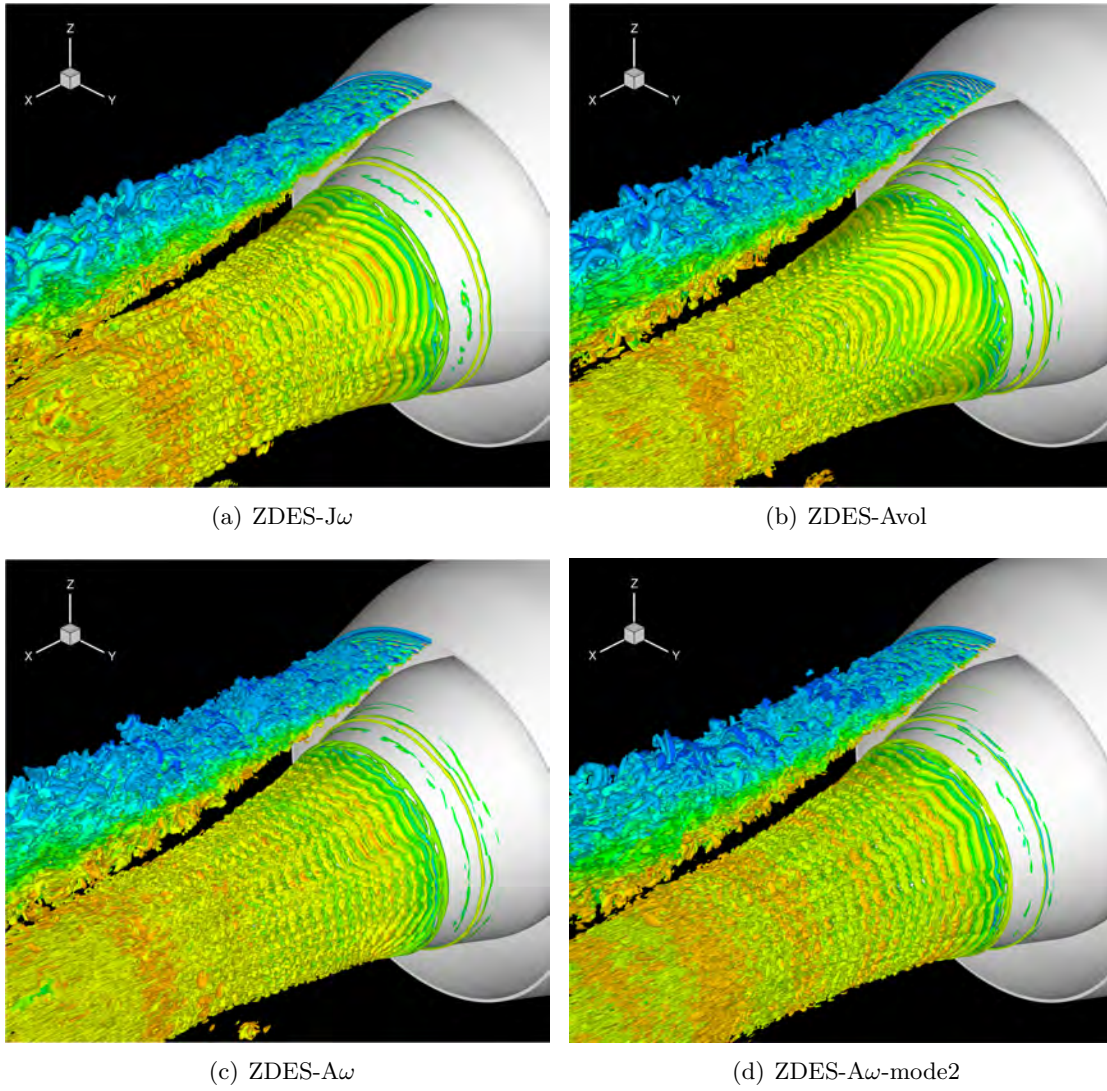 Z
X
Y
Z
X
Y
(a) ZDES-Jω
(b) ZDES-Avol
Z
X
Y
Z
X
Y
(c) ZDES-Aω
(d) ZDES-Aω-mode2